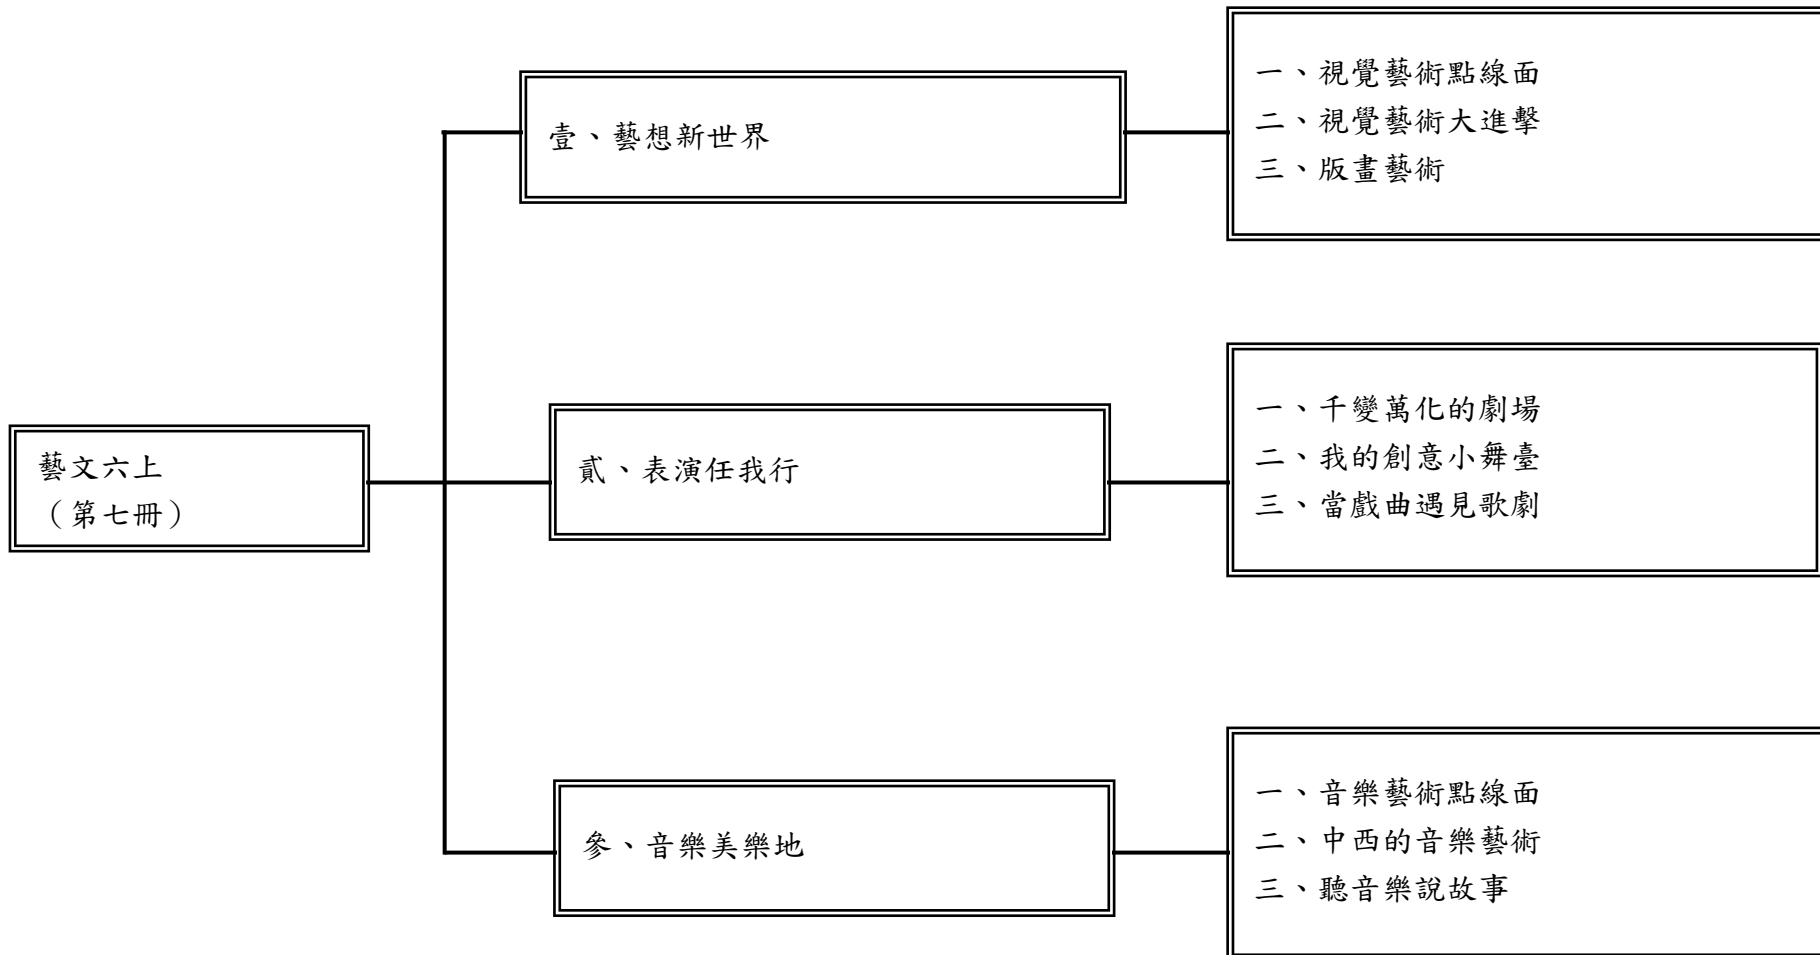 藝文六上
（第七冊）
壹、藝想新世界
一、視覺藝術點線面
二、視覺藝術大進擊
三、版畫藝術
貳、表演任我行
一、千變萬化的劇場
二、我的創意小舞臺
三、當戲曲遇見歌劇
參、音樂美樂地
一、音樂藝術點線面
二、中西的音樂藝術
三、聽音樂說故事